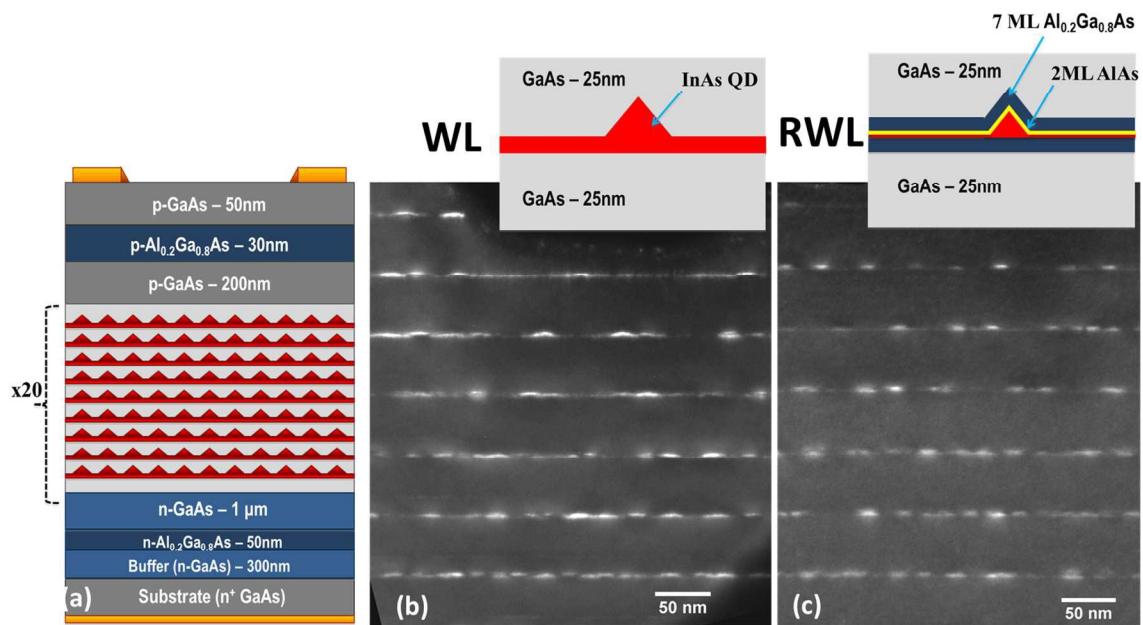 p-GaAs – 50nm
p-Al0.2Ga0.8As – 30nm
p-GaAs – 200nm
x20
n-GaAs – 1 μm
n-Al0.2Ga0.8As – 50nm
Buffer (n-GaAs) – 300nm
Substrate (n+ GaAs)
(a)
WL
GaAs – 25nm
InAs QD
GaAs – 25nm
(b)
50 nm
RWL
7 ML Al0.2Ga0.8As
GaAs – 25nm
2ML AlAs
GaAs – 25nm
(c)
50 nm